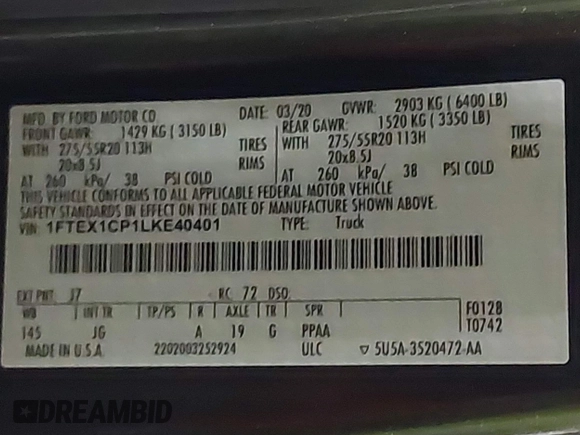 MFD. BY FORD MOTOR CO DATE: 03/20 GVWR: 2903 KG ( 6400 LB)
FRONT GAWR: 1429 KG ( 3150 LB) REAR GAWR: 1520 KG ( 3350 LB)
WITH 275/55R20 113H TIRES WITH 275/55R20 113H TIRES
20x8.5J RIMS 20x8.5J RIMS
AT 260 kPa/ 38 PSI COLD AT 260 kPa/ 38 PSI COLD
THIS VEHICLE CONFORMS TO ALL APPLICABLE FEDERAL MOTOR VEHICLE
SAFETY STANDARDS IN EFFECT ON THE DATE OF MANUFACTURE SHOWN ABOVE.
VIN: 1FTEX1CP1LKE40401 TYPE: Truck
EXT PNT: J7 RC: 72 DSO:
WB INT TR TP/PS R AXLE TR SPR F0128
145 JG A 19 G PPAA T0742
MADE IN U.S.A. 2202003252924 ULC ▽ 5U5A-3520472-AA
DREAMBID